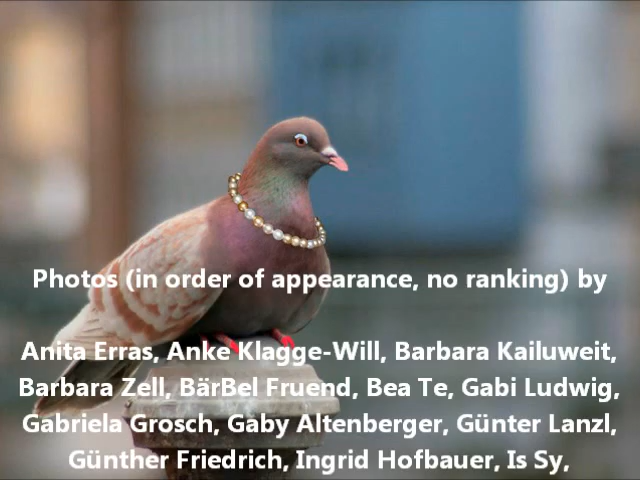 Photos (in order of appearance, no ranking) by
Anita Erras, Anke Klagge-Will, Barbara Kailuweit,
Barbara Zell, BärBel Fruend, Bea Te, Gabi Ludwig,
Gabriela Grosch, Gaby Altenberger, Günter Lanzl,
Günther Friedrich, Ingrid Hofbauer, Is Sy,